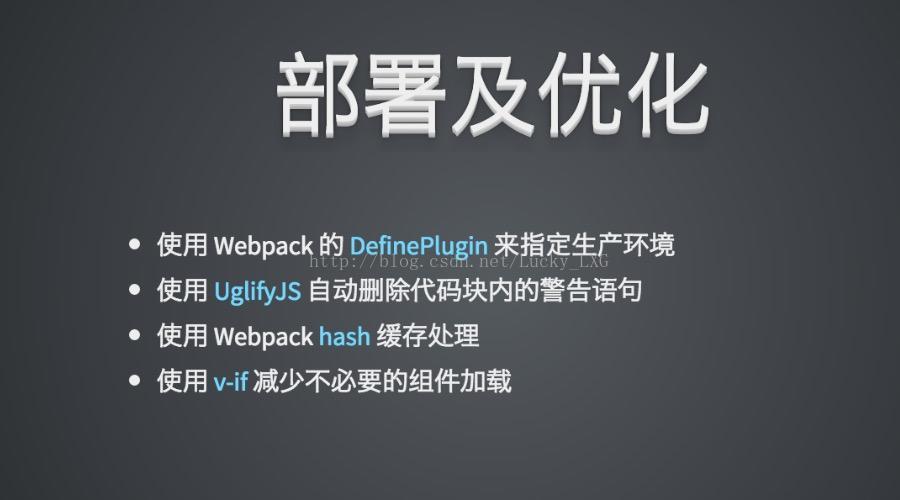 部署及优化
使用 Webpack 的 DefinePlugin 来指定生产环境
http://blog.csdn.net/Lucky_LXG
使用 UglifyJS 自动删除代码块内的警告语句
使用 Webpack hash 缓存处理
使用 v-if 减少不必要的组件加载